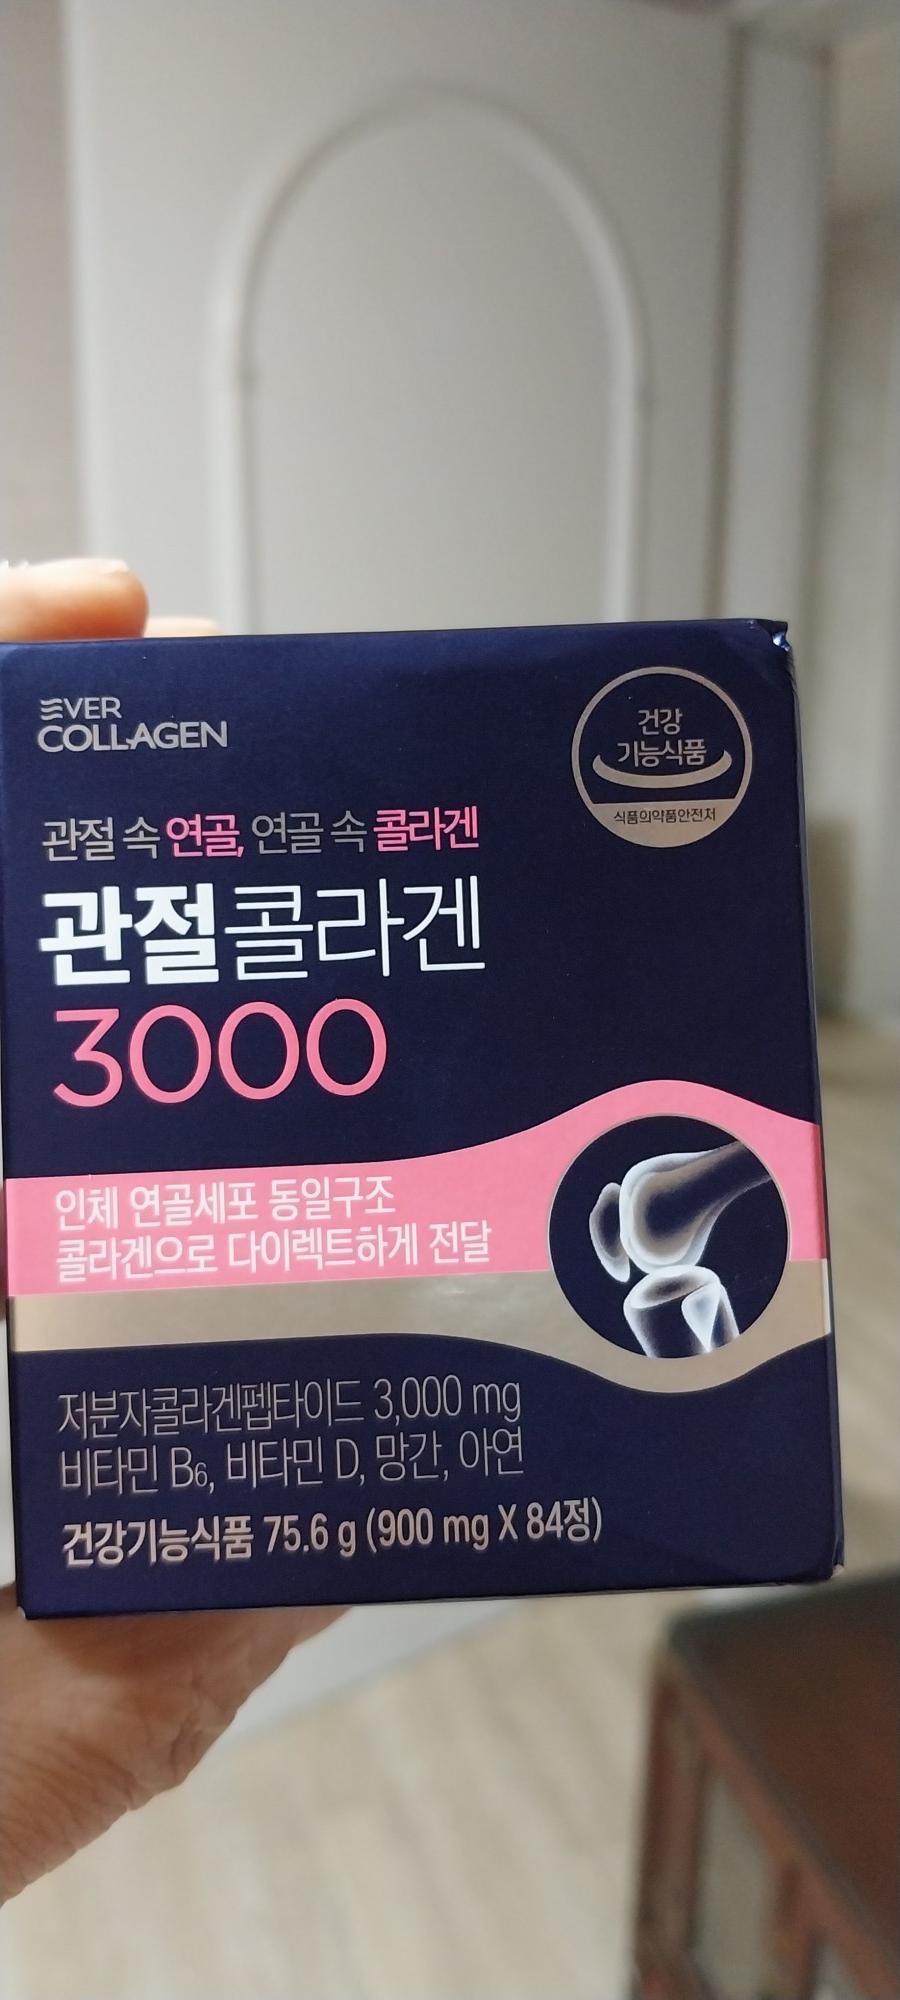 EVER
COLLAGEN
건강
기능식품
식품의약품안전처
관절 속 연골, 연골 속 콜라겐
관절콜라겐
3000
인체 연골세포 동일구조
콜라겐으로 다이렉트하게 전달
저분자콜라겐펩타이드 3,000 mg
비타민 B6, 비타민 D, 망간, 아연
건강기능식품 75.6 g (900 mg X 84정)